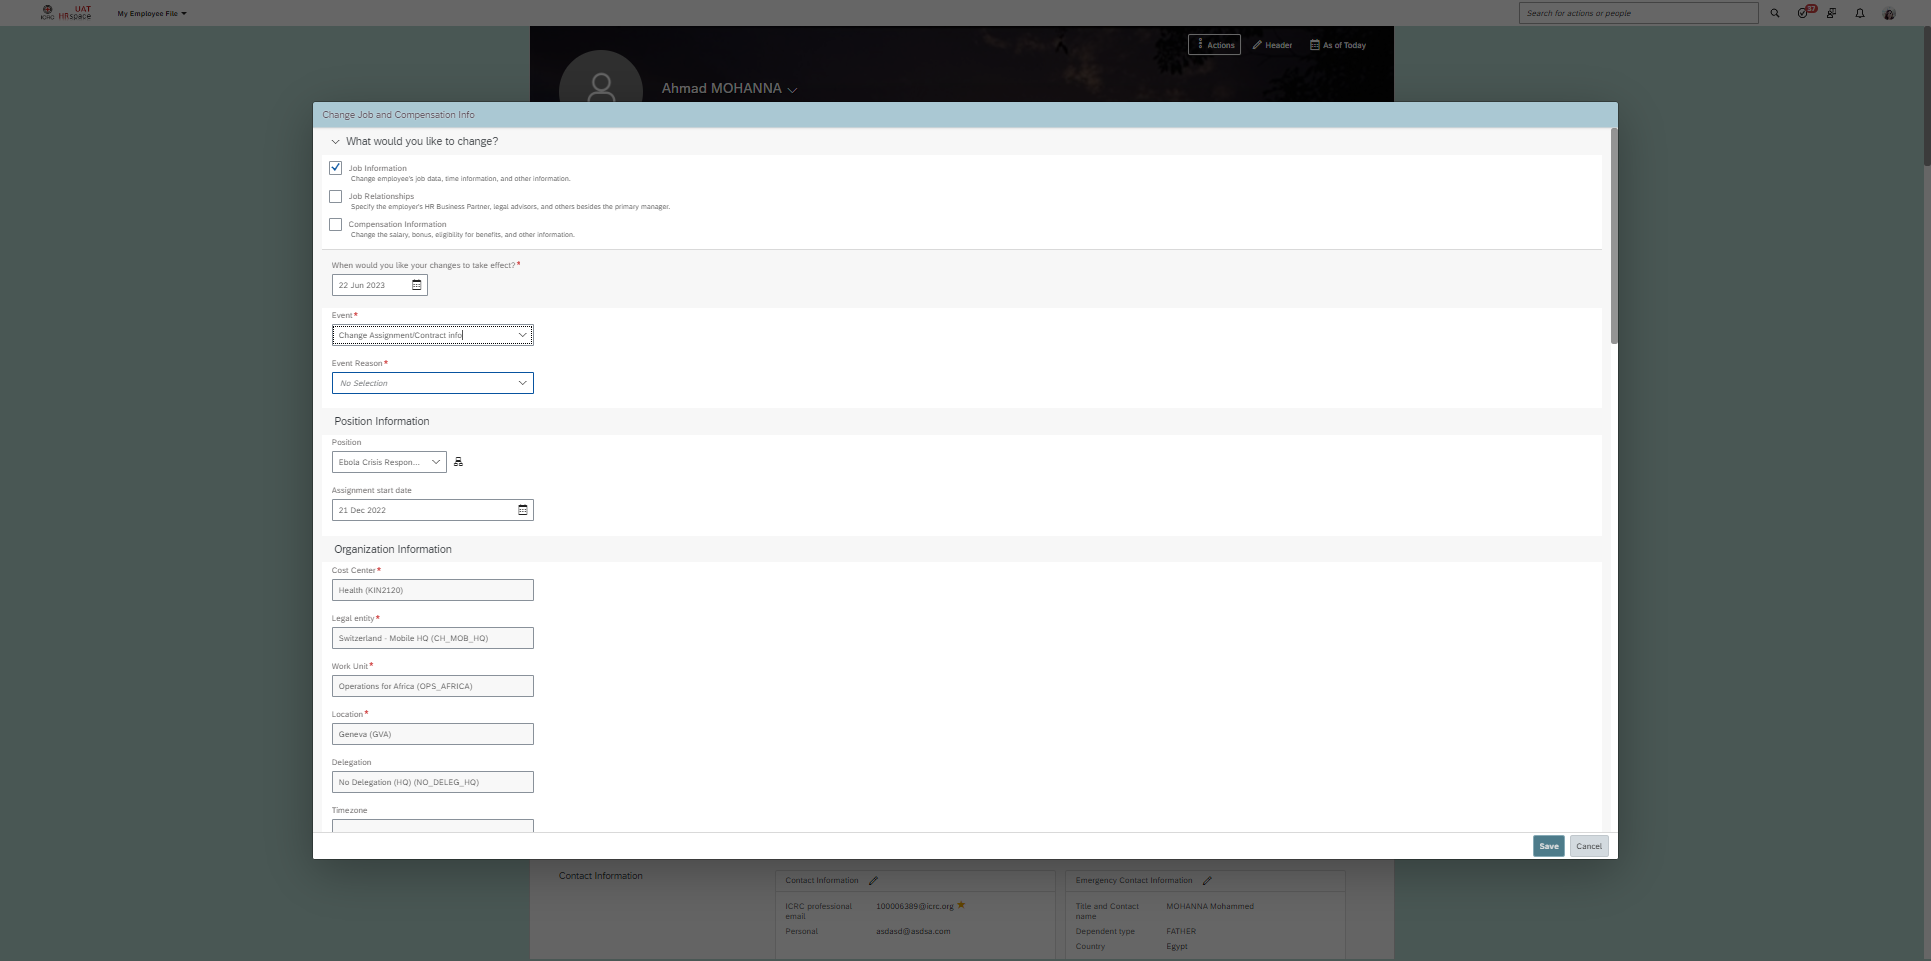 ICRC
UAT
HRspace
My Employee File
Search for actions or people
37
Actions
Header
As of Today
Ahmad MOHANNA
Change Job and Compensation Info
What would you like to change?
Job Information
Change employee's job data, time information, and other information.
Job Relationships
Specify the employer's HR Business Partner, legal advisors, and others besides the primary manager.
Compensation Information
Change the salary, bonus, eligibility for benefits, and other information.
When would you like your changes to take effect?*
22 Jun 2023
Event*
Change Assignment/Contract info
Event Reason*
No Selection
Position Information
Position
Ebola Crisis Respon...
Assignment start date
21 Dec 2022
Organization Information
Cost Center*
Health (KIN2120)
Legal entity*
Switzerland - Mobile HQ (CH_MOB_HQ)
Work Unit*
Operations for Africa (OPS_AFRICA)
Location*
Geneva (GVA)
Delegation
No Delegation (HQ) (NO_DELEG_HQ)
Timezone
Save
Cancel
Contact Information
Contact Information
ICRC professional email
100006389@icrc.org
Personal
asdasd@asdsa.com
Emergency Contact Information
Title and Contact name
MOHANNA Mohammed
Dependent type
FATHER
Country
Egypt